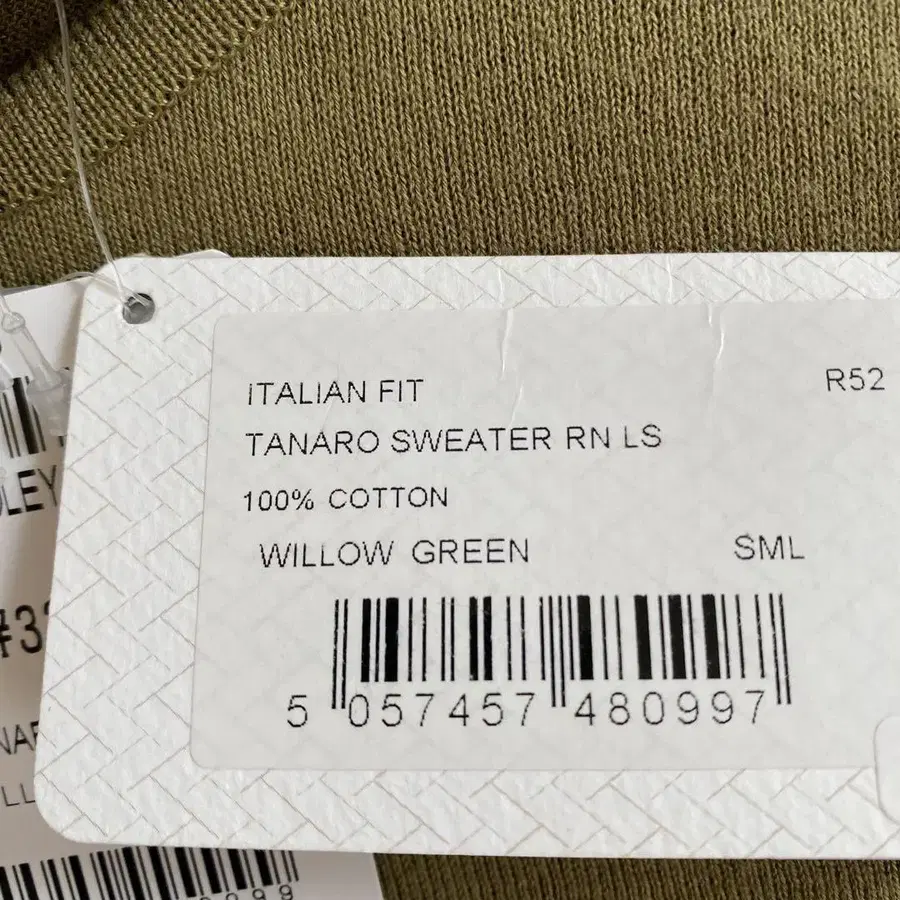 ITALIAN FIT R52
TANARO SWEATER RN LS
100% COTTON
WILLOW GREEN SML
5 057457 480997